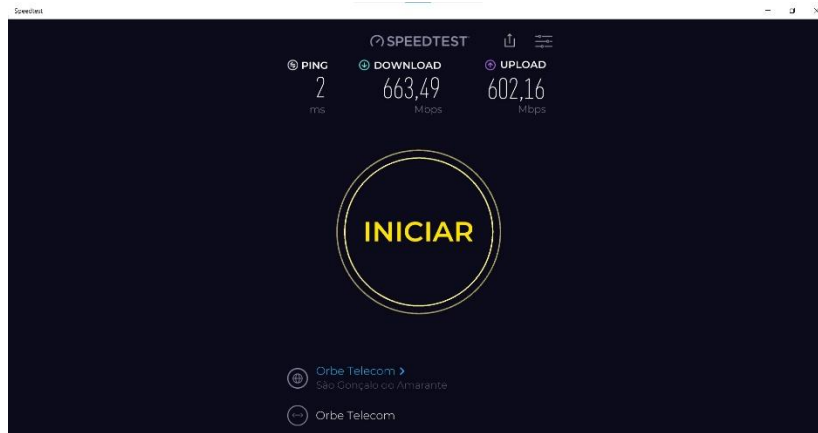 Speedtest
SPEEDTEST
PING DOWNLOAD UPLOAD
2 663,49 602,16
ms Mbps Mbps
INICIAR
Orbe Telecom >
São Gonçalo do Amarante
Orbe Telecom